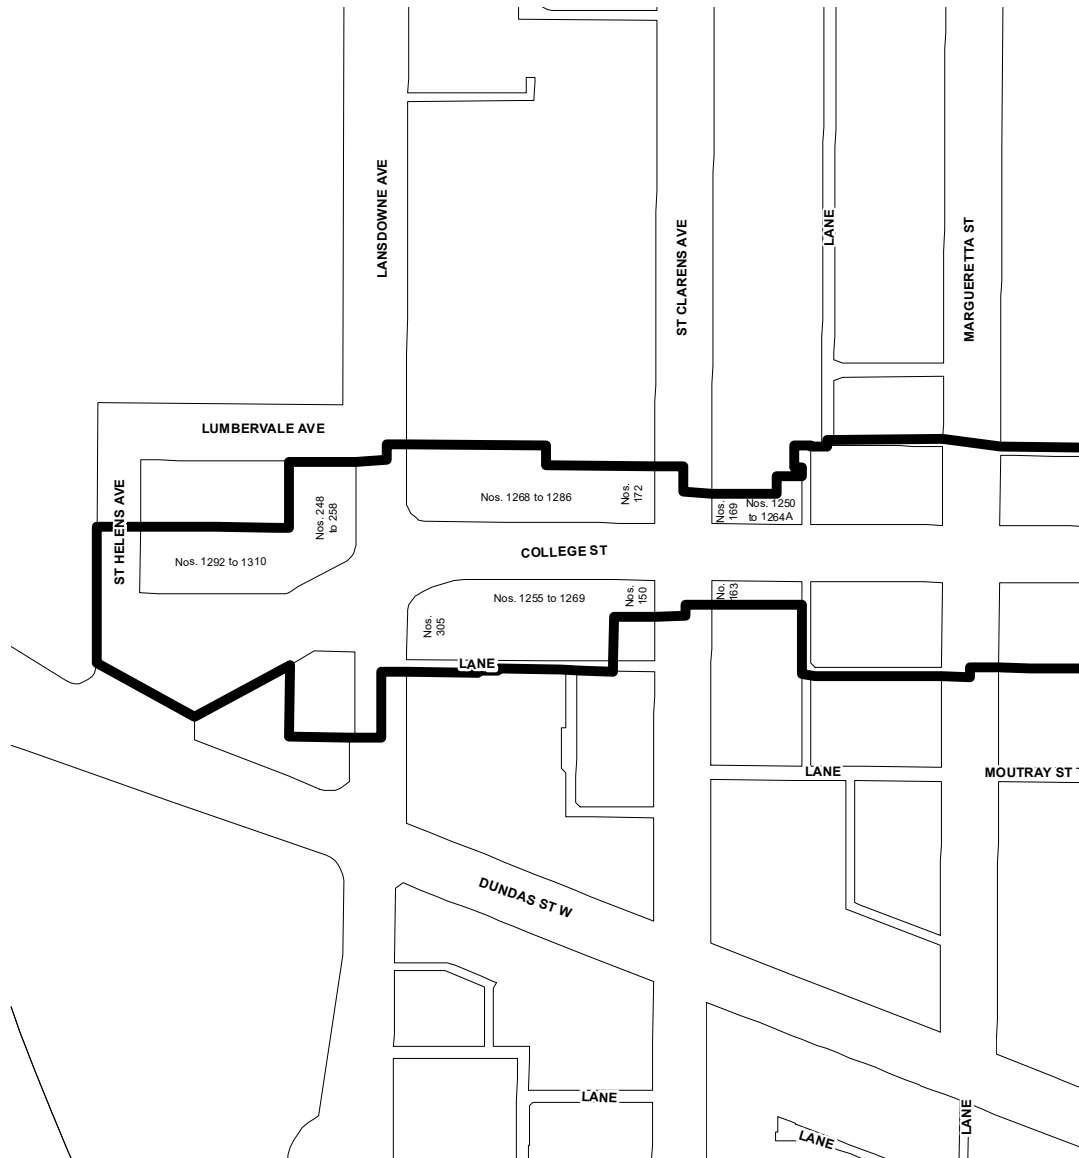 LANSDOWNE AVE
ST CLARENS AVE
LANE
MARGUERETTA ST
LUMBERVALE AVE
ST HELENS AVE
Nos. 248
to 258
Nos. 1268 to 1286
Nos.
172
Nos.
169
Nos. 1250
to 1264A
Nos. 1292 to 1310
COLLEGE ST
Nos. 1255 to 1269
Nos.
150
No.
163
Nos.
305
LANE
LANE
MOUTRAY ST
DUNDAS ST W
LANE
LANE
LANE